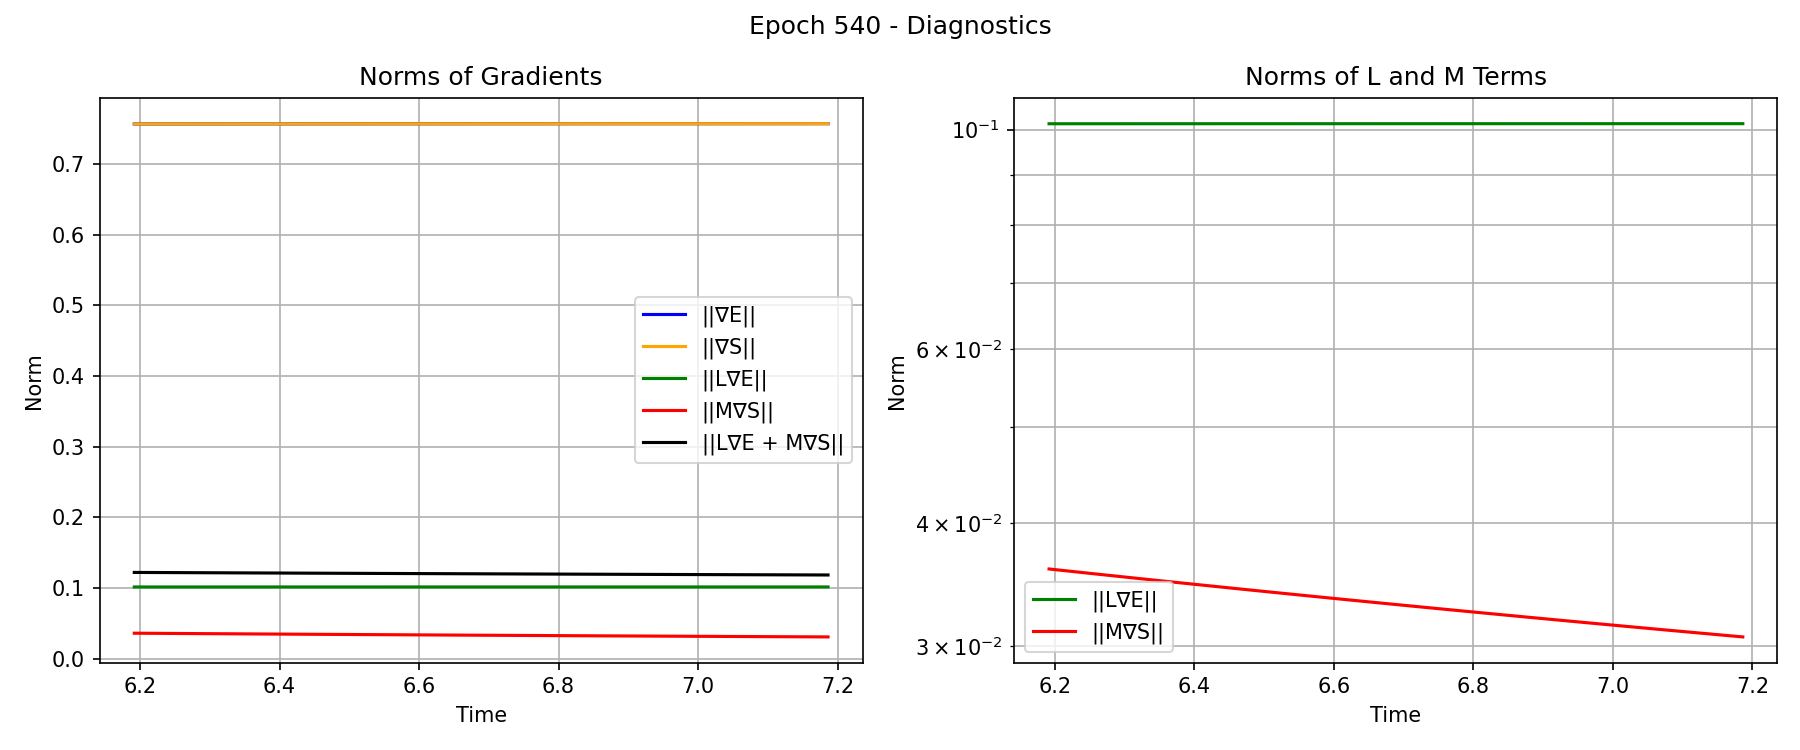 Epoch 540 - Diagnostics
Norms of Gradients
Norm
0.7
0.6
0.5
0.4
0.3
0.2
0.1
0.0
||∇E||
||∇S||
||L∇E||
||M∇S||
||L∇E + M∇S||
6.2 6.4 6.6 6.8 7.0 7.2
Time
Norms of L and M Terms
Norm
10⁻¹
6 × 10⁻²
4 × 10⁻²
3 × 10⁻²
||L∇E||
||M∇S||
6.2 6.4 6.6 6.8 7.0 7.2
Time